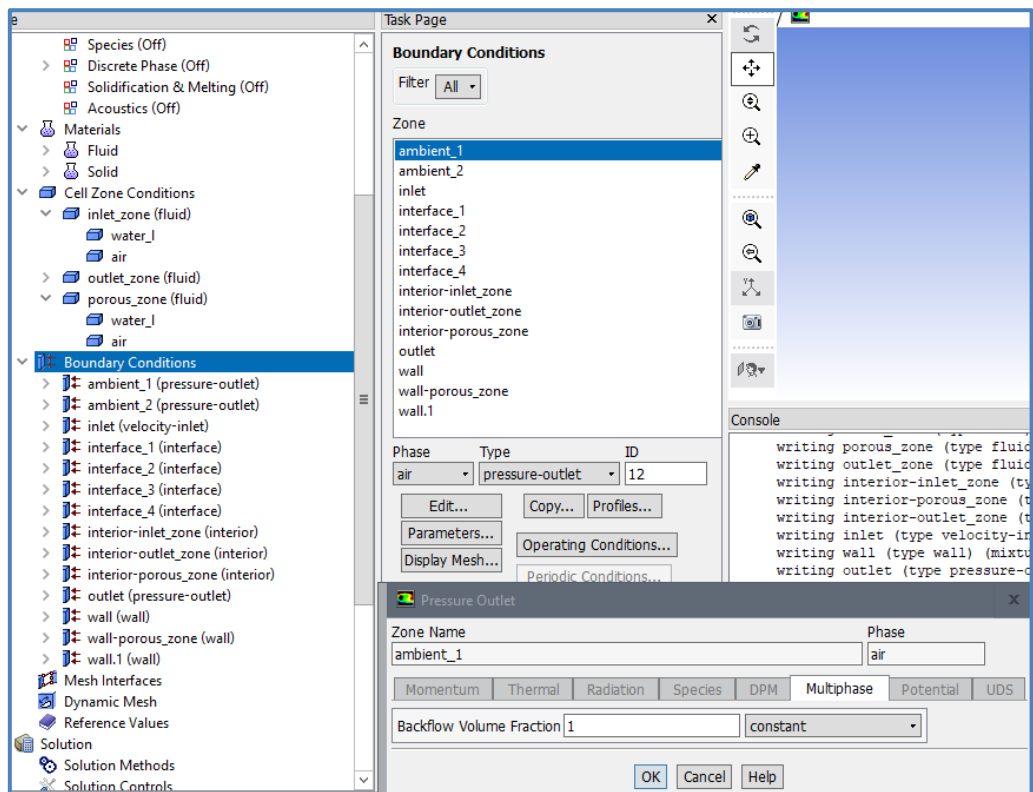 e
Species (Off)
Discrete Phase (Off)
Solidification & Melting (Off)
Acoustics (Off)
Materials
Fluid
Solid
Cell Zone Conditions
inlet_zone (fluid)
water_l
air
outlet_zone (fluid)
porous_zone (fluid)
water_l
air
Boundary Conditions
ambient_1 (pressure-outlet)
ambient_2 (pressure-outlet)
inlet (velocity-inlet)
interface_1 (interface)
interface_2 (interface)
interface_3 (interface)
interface_4 (interface)
interior-inlet_zone (interior)
interior-outlet_zone (interior)
interior-porous_zone (interior)
outlet (pressure-outlet)
wall (wall)
wall-porous_zone (wall)
wall.1 (wall)
Mesh Interfaces
Dynamic Mesh
Reference Values
Solution
Solution Methods
Solution Controls
Task Page
Boundary Conditions
Filter All
Zone
ambient_1
ambient_2
inlet
interface_1
interface_2
interface_3
interface_4
interior-inlet_zone
interior-outlet_zone
interior-porous_zone
outlet
wall
wall-porous_zone
wall.1
Phase Type ID
air pressure-outlet 12
Edit... Copy... Profiles...
Parameters... Operating Conditions...
Display Mesh... Periodic Conditions...
Console
writing porous_zone (type fluid
writing outlet_zone (type fluid
writing interior-inlet_zone (ty
writing interior-porous_zone (t
writing interior-outlet_zone (t
writing inlet (type velocity-in
writing wall (type wall) (mixtu
writing outlet (type pressure-o
Pressure Outlet
Zone Name Phase
ambient_1 air
Momentum Thermal Radiation Species DPM Multiphase Potential UDS
Backflow Volume Fraction 1 constant
OK Cancel Help